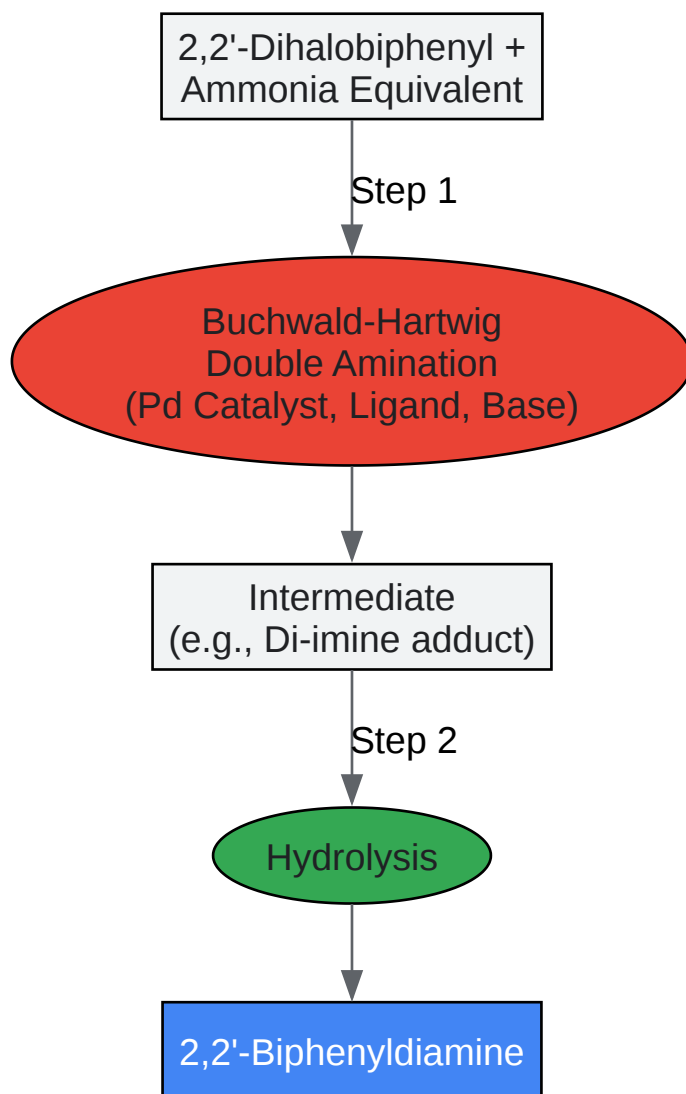 2,2'-Dihalobiphenyl +
Ammonia Equivalent
Step 1
Buchwald-Hartwig
Double Amination
(Pd Catalyst, Ligand, Base)
Intermediate
(e.g., Di-imine adduct)
Step 2
Hydrolysis
2,2'-Biphenyldiamine